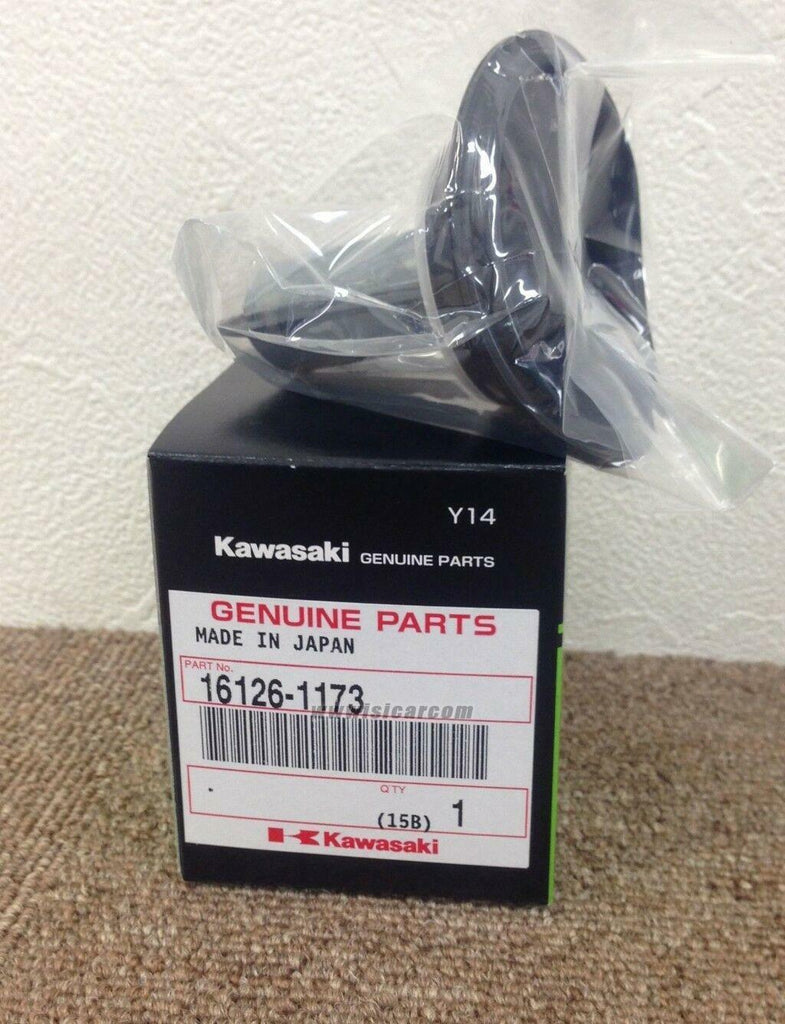 Y14
Kawasaki GENUINE PARTS
GENUINE PARTS
MADE IN JAPAN
PART No.
16126-1173
QTY
(15B) 1
Kawasaki